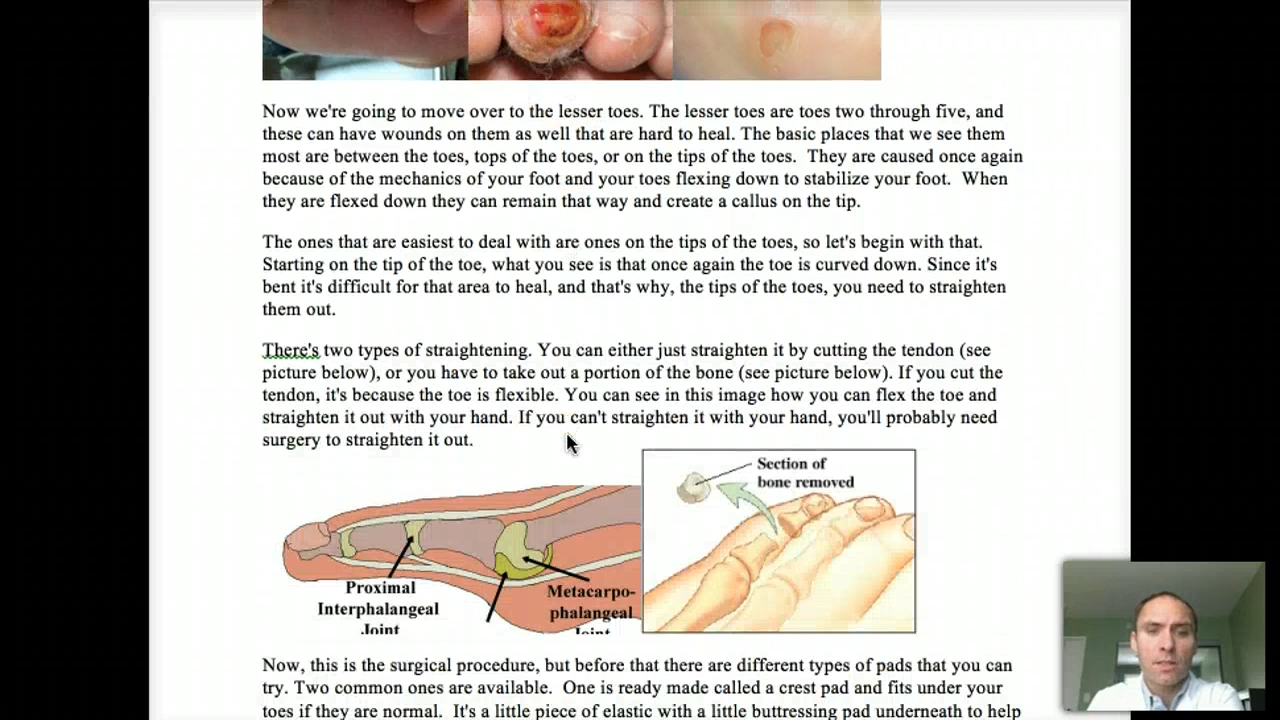 Now we're going to move over to the lesser toes. The lesser toes are toes two through five, and
these can have wounds on them as well that are hard to heal. The basic places that we see them
most are between the toes, tops of the toes, or on the tips of the toes.  They are caused once again
because of the mechanics of your foot and your toes flexing down to stabilize your foot.  When
they are flexed down they can remain that way and create a callus on the tip.
The ones that are easiest to deal with are ones on the tips of the toes, so let's begin with that.
Starting on the tip of the toe, what you see is that once again the toe is curved down. Since it's
bent it's difficult for that area to heal, and that's why, the tips of the toes, you need to straighten
them out.
There's two types of straightening. You can either just straighten it by cutting the tendon (see
picture below), or you have to take out a portion of the bone (see picture below). If you cut the
tendon, it's because the toe is flexible. You can see in this image how you can flex the toe and
straighten it out with your hand. If you can't straighten it with your hand, you'll probably need
surgery to straighten it out.
Section of
bone removed
Proximal
Interphalangeal
Joint
Metacarpo-
phalangeal
Joint
Now, this is the surgical procedure, but before that there are different types of pads that you can
try. Two common ones are available.  One is ready made called a crest pad and fits under your
toes if they are normal.  It's a little piece of elastic with a little buttressing pad underneath to help